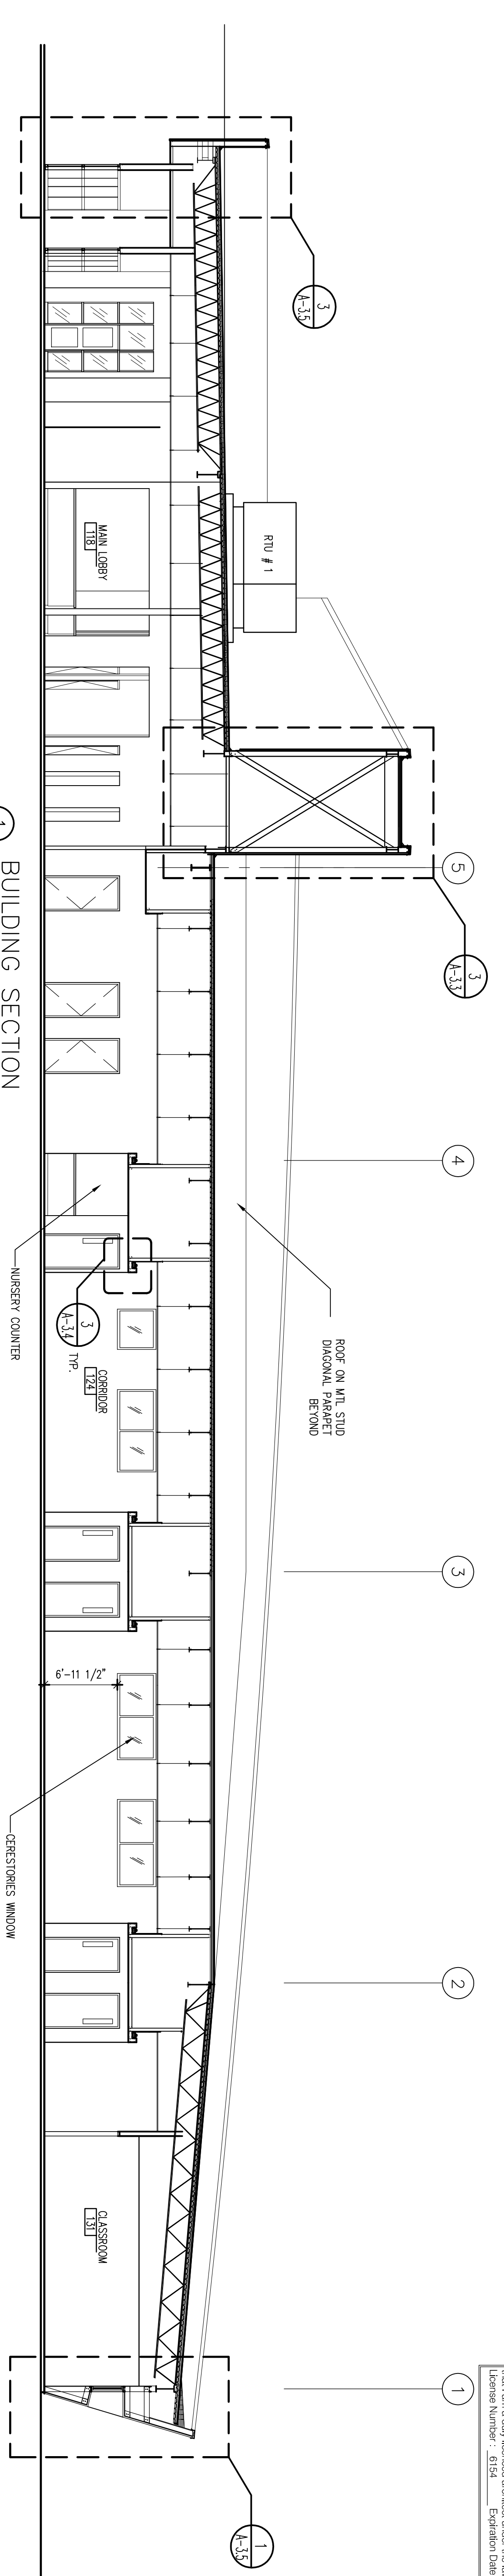 3
A-3.5
RTU # 1
MAIN LOBBY
118
5
3
A-3.3
4
ROOF ON MTL STUD
DIAGONAL PARAPET
BEYOND
3
A-3.4
TYP.
CORRIDOR
124
NURSERY COUNTER
3
6'-11 1/2"
CERESTORIES WINDOW
2
CLASSROOM
131
1
1
A-3.5
1
BUILDING SECTION
License Number : 6154 Expiration Date